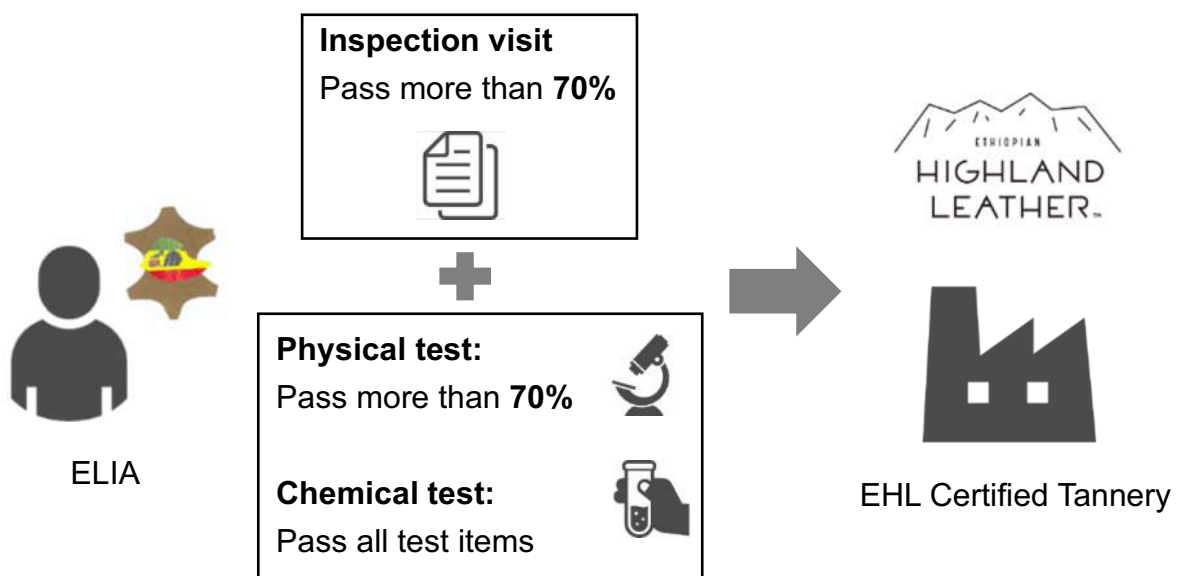 Inspection visit
Pass more than 70%
ETHIOPIAN
HIGHLAND
LEATHER™
Physical test:
Pass more than 70%
ELIA
Chemical test:
Pass all test items
EHL Certified Tannery